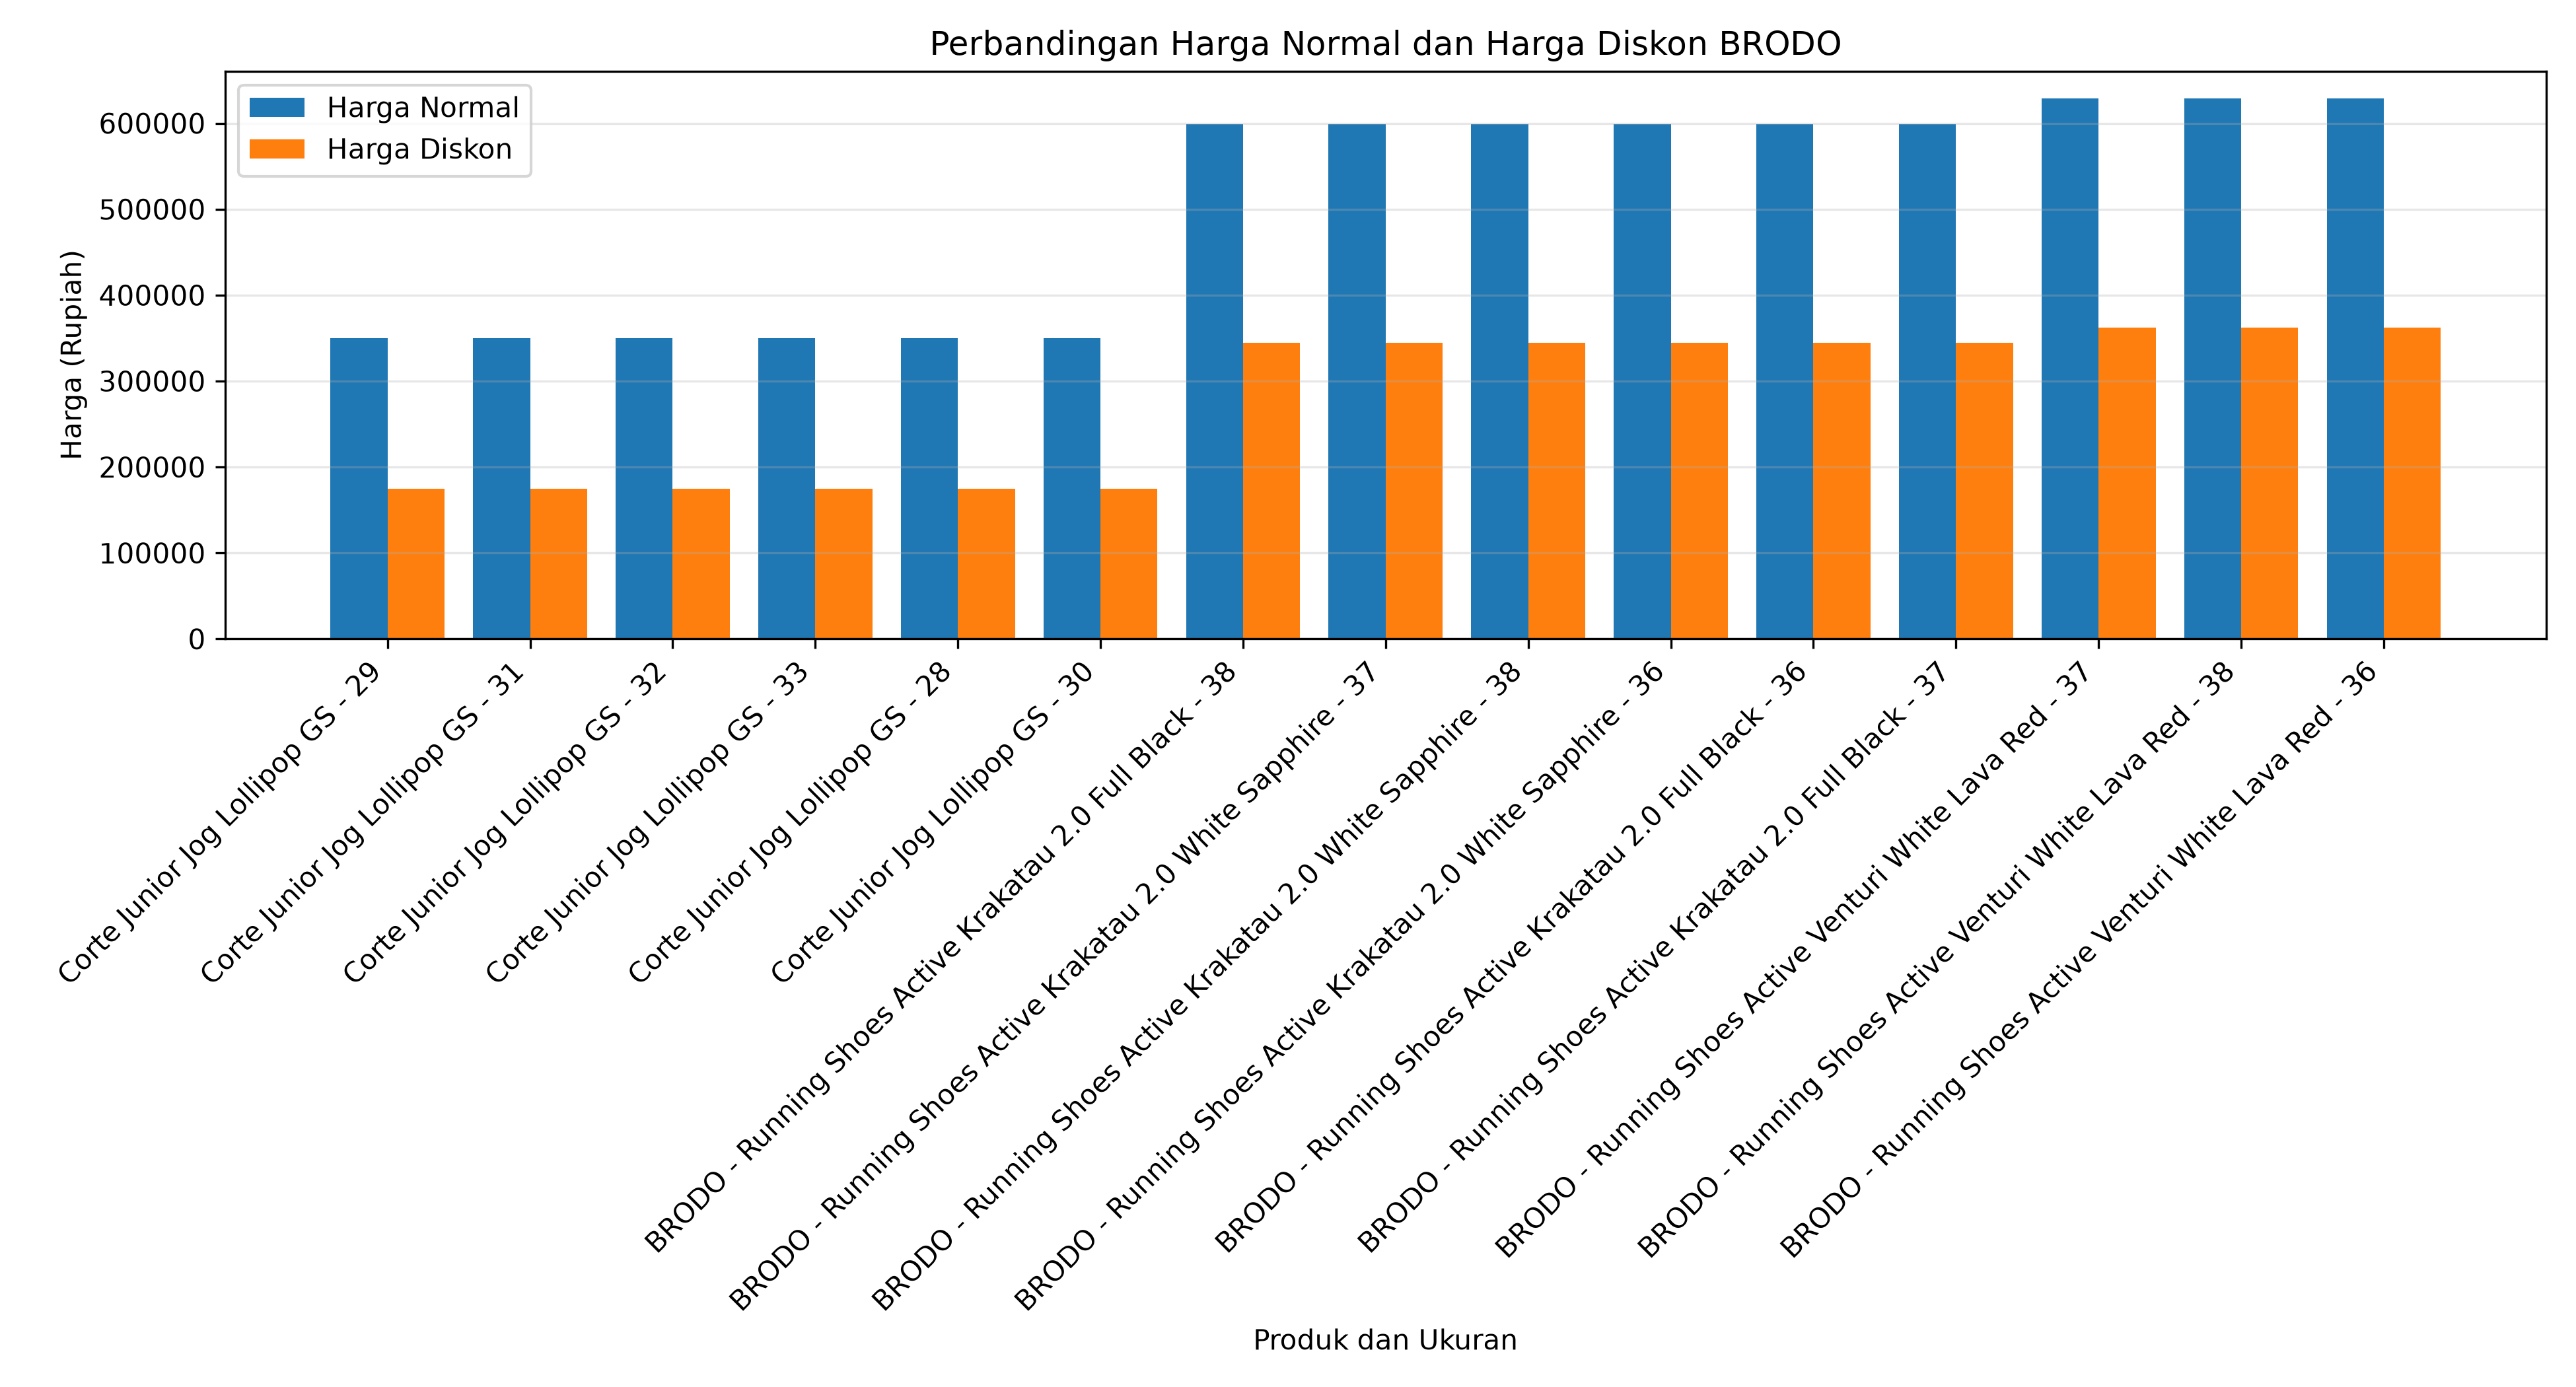 Perbandingan Harga Normal dan Harga Diskon BRODO
Harga Normal
Harga Diskon
Harga (Rupiah)
600000
500000
400000
300000
200000
100000
0
Corte Junior Jog Lollipop GS - 29
Corte Junior Jog Lollipop GS - 31
Corte Junior Jog Lollipop GS - 32
Corte Junior Jog Lollipop GS - 33
Corte Junior Jog Lollipop GS - 28
Corte Junior Jog Lollipop GS - 30
BRODO - Running Shoes Active Krakatau 2.0 Full Black - 38
BRODO - Running Shoes Active Krakatau 2.0 White Sapphire - 37
BRODO - Running Shoes Active Krakatau 2.0 White Sapphire - 38
BRODO - Running Shoes Active Krakatau 2.0 White Sapphire - 36
BRODO - Running Shoes Active Krakatau 2.0 Full Black - 36
BRODO - Running Shoes Active Krakatau 2.0 Full Black - 37
BRODO - Running Shoes Active Venturi White Lava Red - 37
BRODO - Running Shoes Active Venturi White Lava Red - 38
BRODO - Running Shoes Active Venturi White Lava Red - 36
Produk dan Ukuran